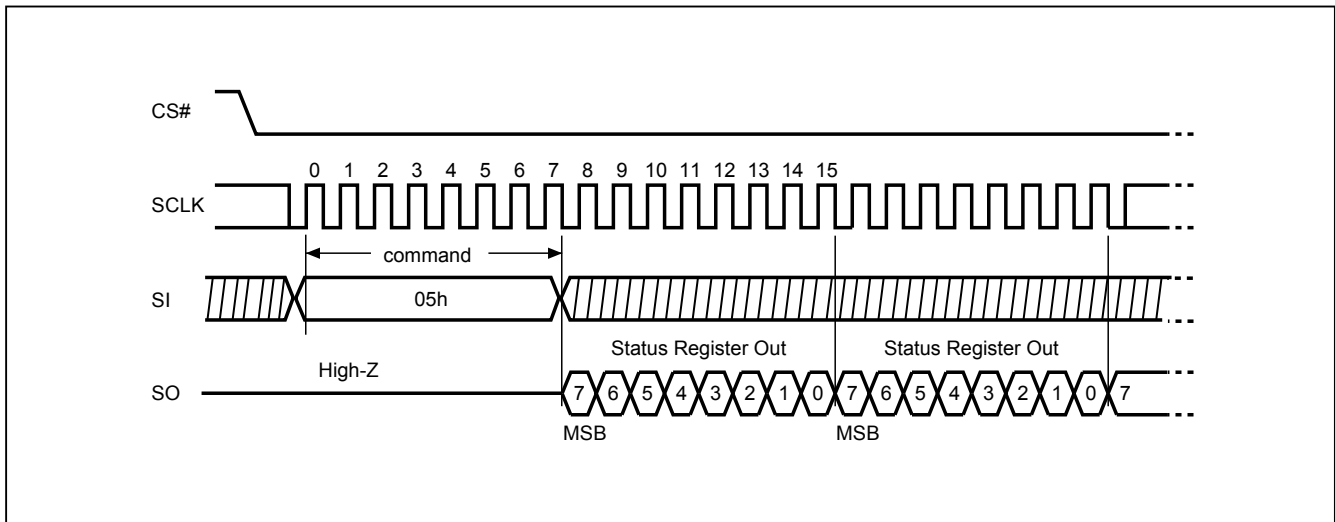 CS#
0 1 2 3 4 5 6 7 8 9 10 11 12 13 14 15
SCLK
command
SI
05h
Status Register Out Status Register Out
High-Z
SO
7 6 5 4 3 2 1 0 7 6 5 4 3 2 1 0 7
MSB MSB